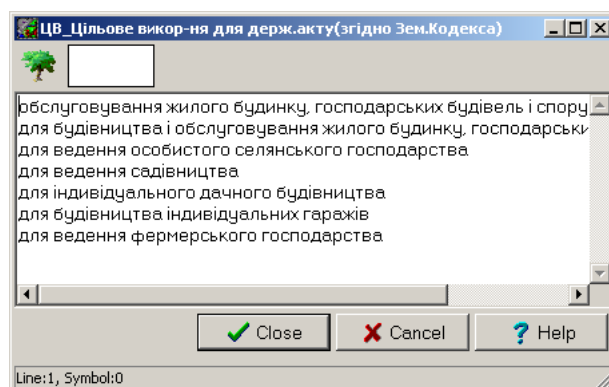 ЦВ_Цільове викор-ня для держ.акту(згідно Зем.Кодекса)
обслуговування жилого будинку, господарських будівель і спору
для будівництва і обслуговування жилого будинку, господарськи
для ведення особистого селянського господарства
для ведення садівництва
для індивідуального дачного будівництва
для будівництва індивідуальних гаражів
для ведення фермерського господарства
Close Cancel ? Help
Line:1, Symbol:0